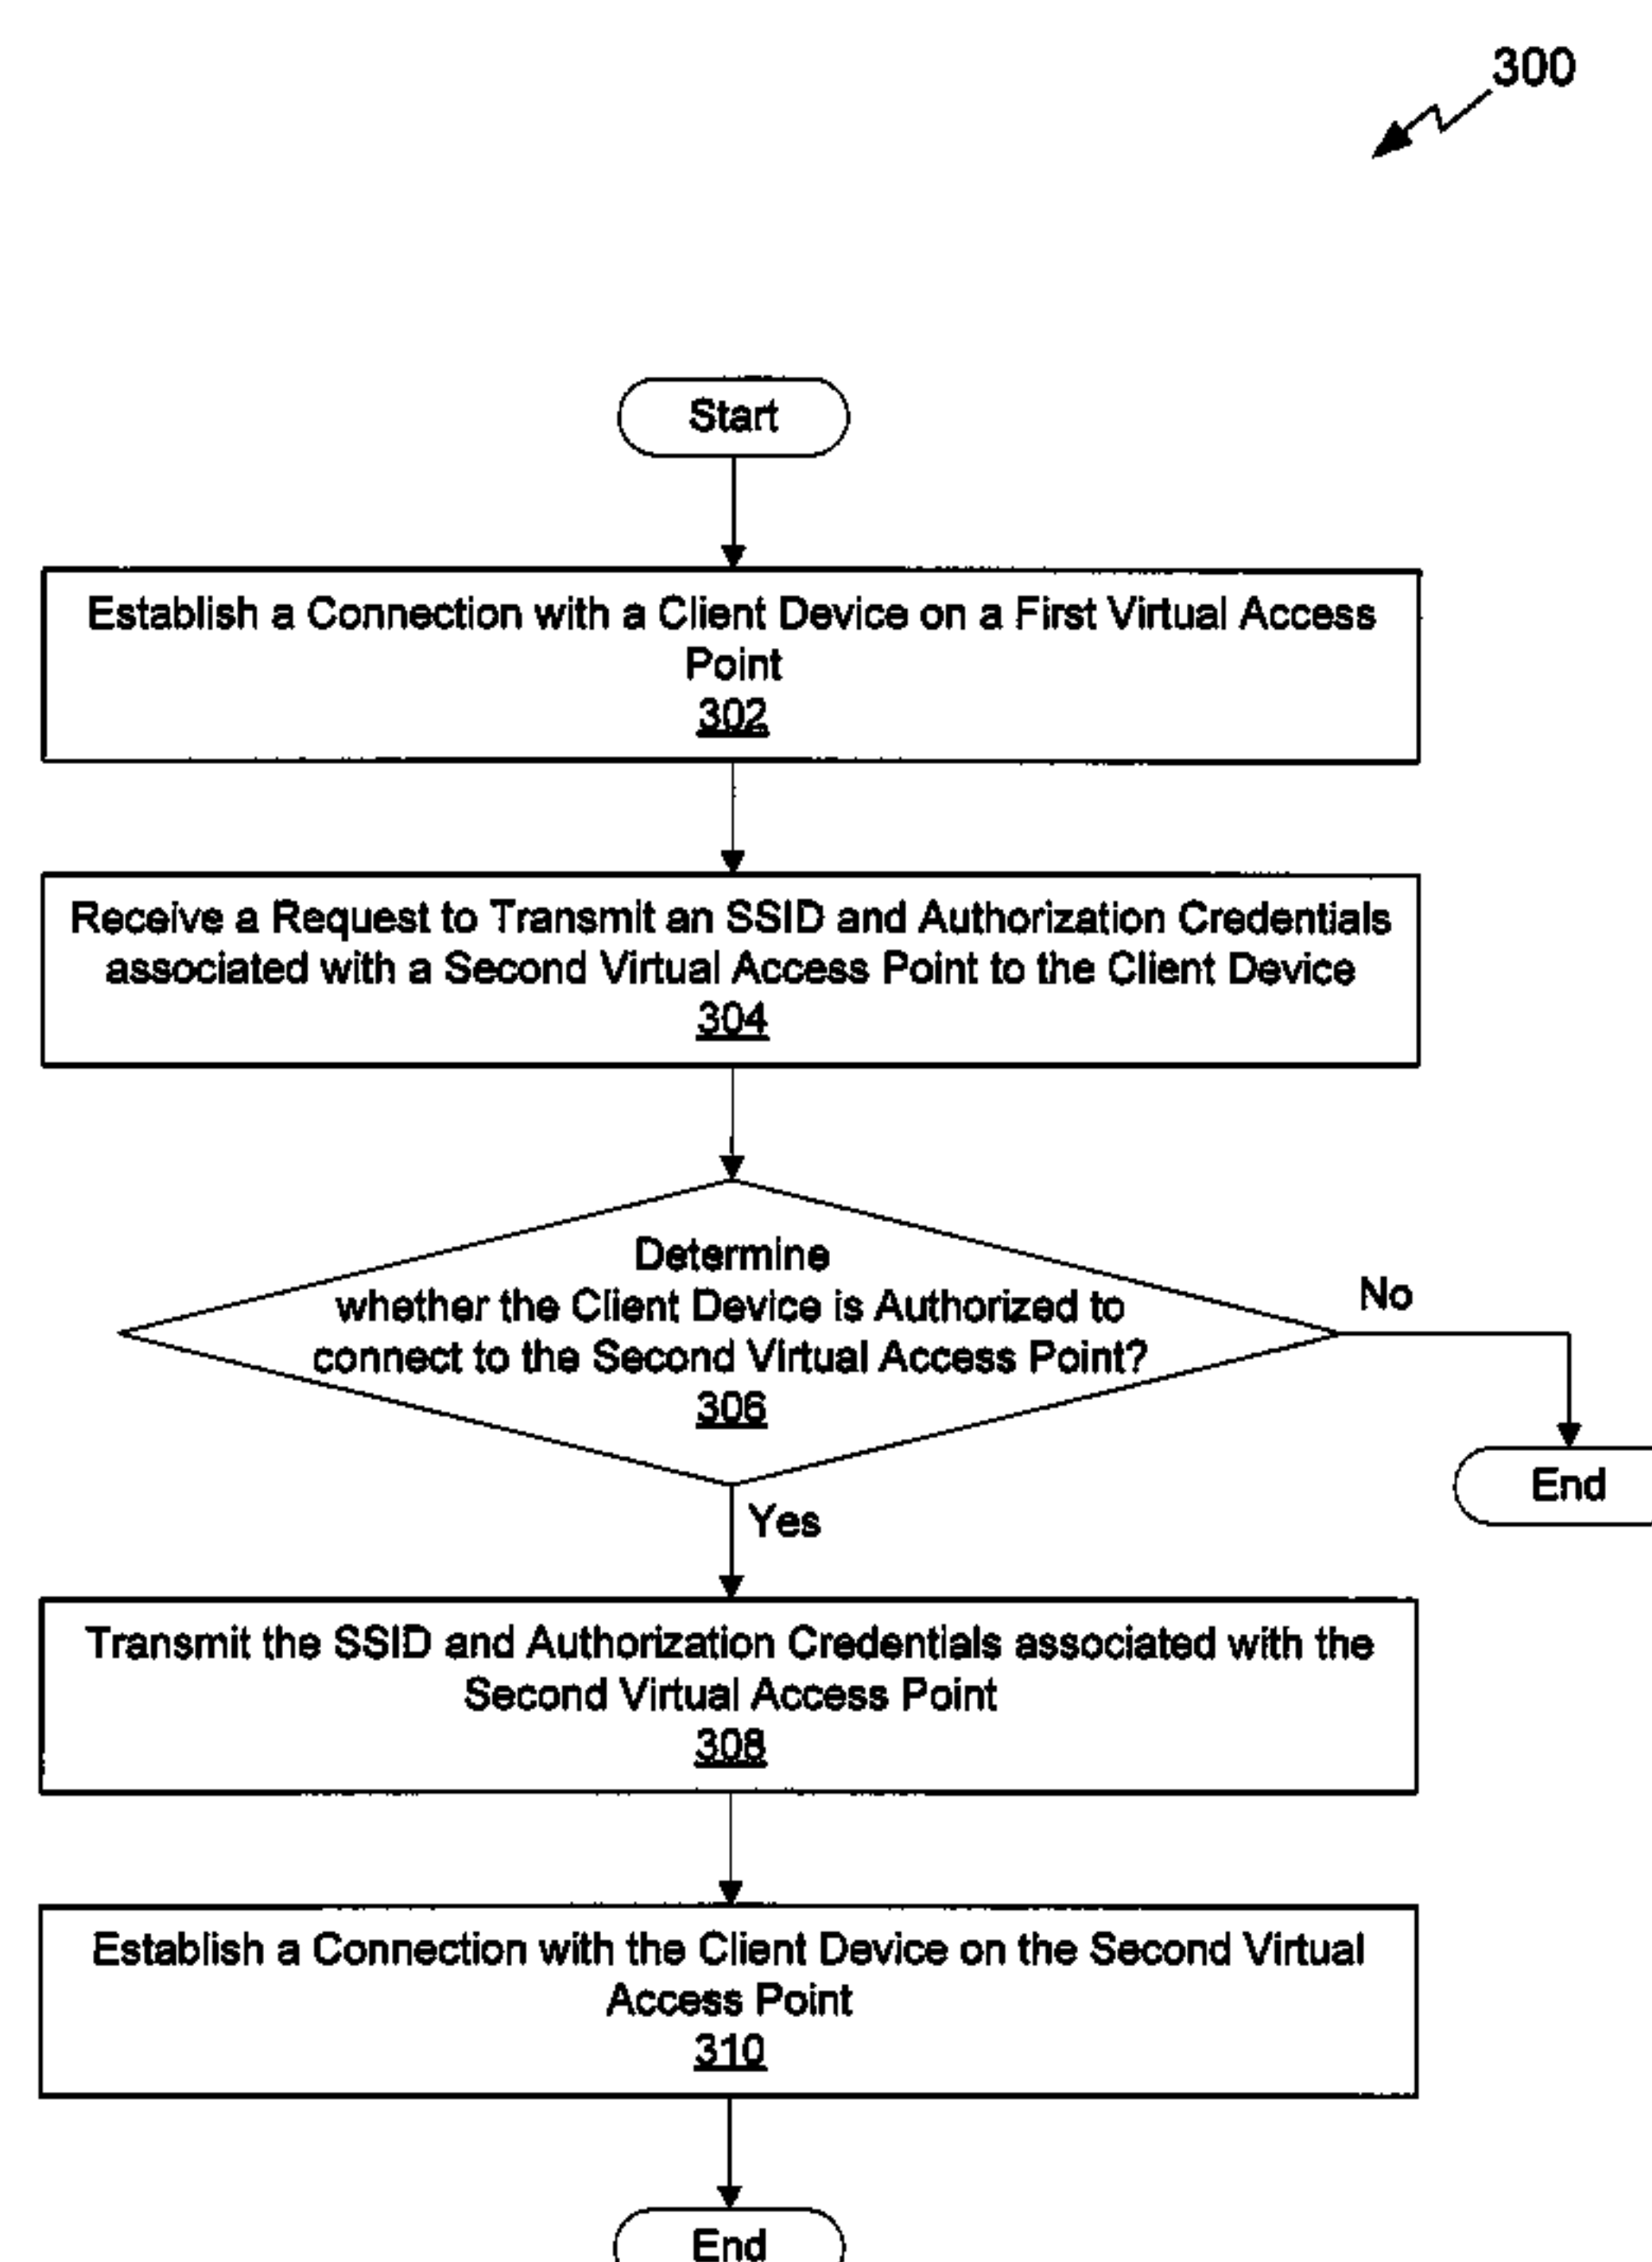 300
Start
Establish a Connection with a Client Device on a First Virtual Access
Point
302
Receive a Request to Transmit an SSID and Authorization Credentials
associated with a Second Virtual Access Point to the Client Device
304
Determine
whether the Client Device is Authorized to
connect to the Second Virtual Access Point?
306
No
End
Yes
Transmit the SSID and Authorization Credentials associated with the
Second Virtual Access Point
308
Establish a Connection with the Client Device on the Second Virtual
Access Point
310
End